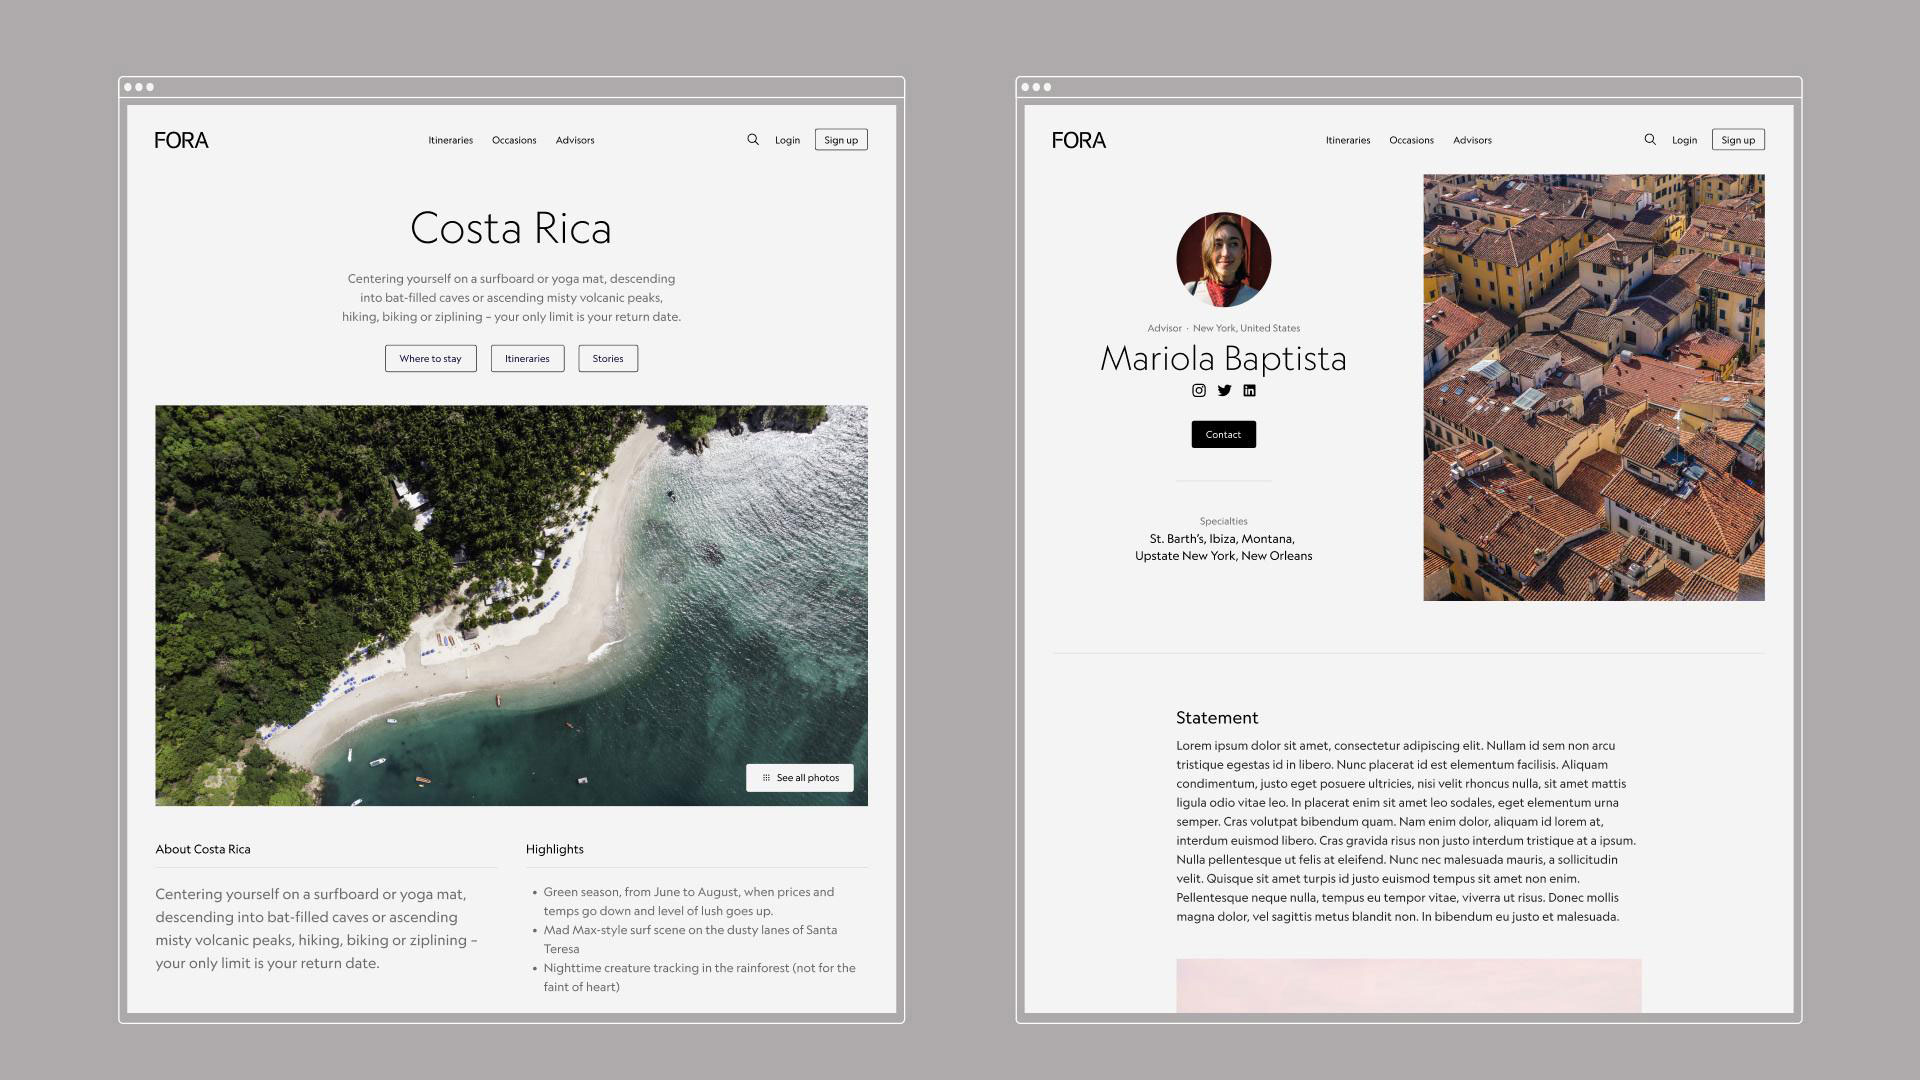 FORA
Itineraries
Occasions
Advisors
Login
Sign up
Costa Rica
Centering yourself on a surfboard or yoga mat, descending
into bat-filled caves or ascending misty volcanic peaks,
hiking, biking or ziplining – your only limit is your return date.
Where to stay
Itineraries
Stories
See all photos
About Costa Rica
Centering yourself on a surfboard or yoga mat,
descending into bat-filled caves or ascending
misty volcanic peaks, hiking, biking or ziplining –
your only limit is your return date.
Highlights
• Green season, from June to August, when prices and
temps go down and level of lush goes up.
• Mad Max-style surf scene on the dusty lanes of Santa
Teresa
• Nighttime creature tracking in the rainforest (not for the
faint of heart)
FORA
Itineraries
Occasions
Advisors
Login
Sign up
Advisor · New York, United States
Mariola Baptista
Contact
Specialties
St. Barth's, Ibiza, Montana,
Upstate New York, New Orleans
Statement
Lorem ipsum dolor sit amet, consectetur adipiscing elit. Nullam id sem non arcu
tristique egestas id in libero. Nunc placerat id est elementum facilisis. Aliquam
condimentum, justo eget posuere ultricies, nisi velit rhoncus nulla, sit amet mattis
ligula odio vitae leo. In placerat enim sit amet leo sodales, eget elementum urna
semper. Cras volutpat bibendum quam. Nam enim dolor, aliquam id lorem at,
interdum euismod libero. Cras gravida risus non justo interdum tristique at a ipsum.
Nulla pellentesque ut felis at eleifend. Nunc nec malesuada mauris, a sollicitudin
velit. Quisque sit amet turpis id justo euismod tempus sit amet non enim.
Pellentesque neque nulla, tempus eu tempor vitae, viverra ut risus. Donec mollis
magna dolor, vel sagittis metus blandit non. In bibendum eu justo et malesuada.